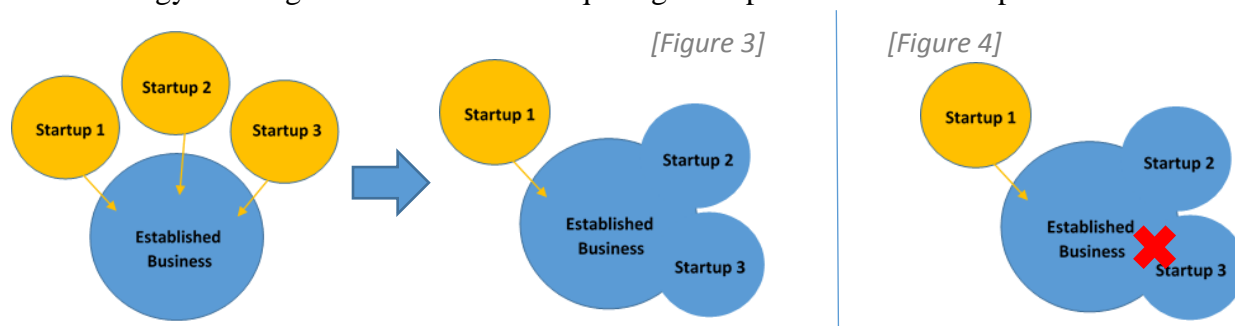 [Figure 3]
[Figure 4]
Startup 2
Startup 1
Startup 3
Established
Business
Startup 1
Startup 2
Established
Business
Startup 3
Startup 1
Startup 2
Established
Business
Startup 3